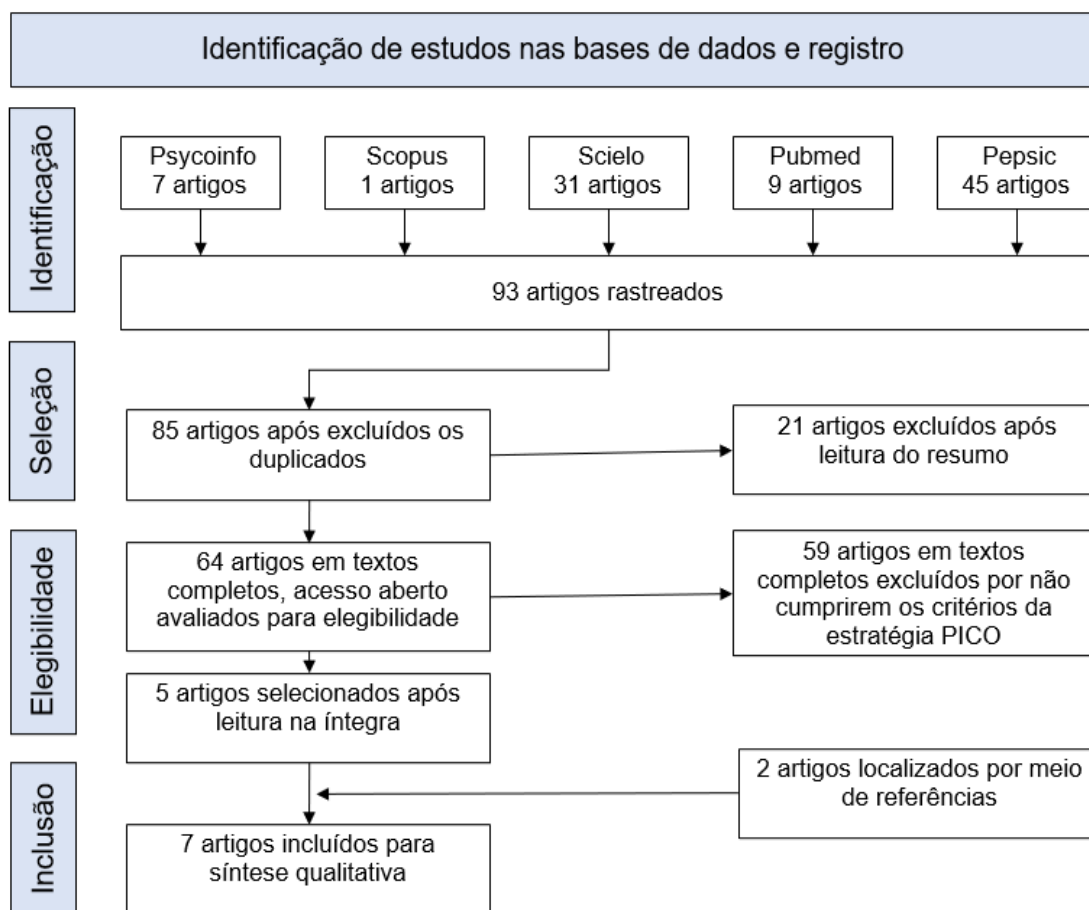 Identificação de estudos nas bases de dados e registro
Identificação
Psycoinfo
7 artigos
Scopus
1 artigos
Scielo
31 artigos
Pubmed
9 artigos
Pepsic
45 artigos
93 artigos rastreados
Seleção
85 artigos após excluídos os
duplicados
21 artigos excluídos após
leitura do resumo
Elegibilidade
64 artigos em textos
completos, acesso aberto
avaliados para elegibilidade
59 artigos em textos
completos excluídos por não
cumprirem os critérios da
estratégia PICO
5 artigos selecionados após
leitura na íntegra
Inclusão
2 artigos localizados por meio
de referências
7 artigos incluídos para
síntese qualitativa